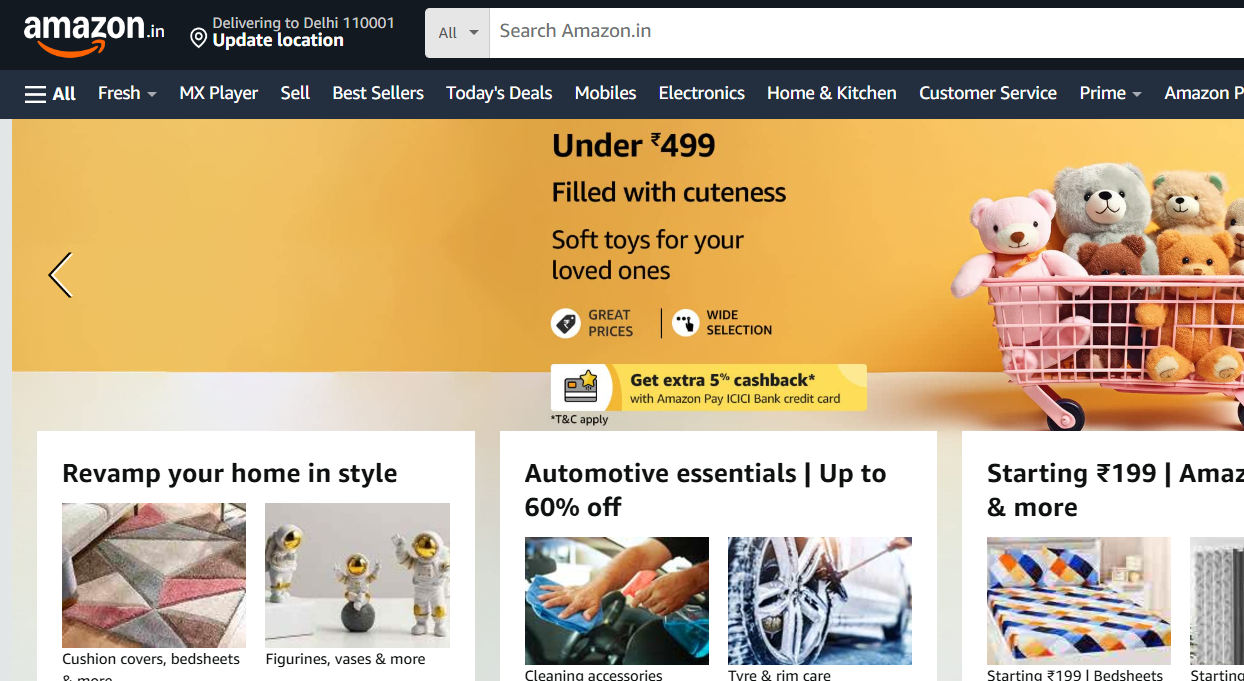 amazon.in
Delivering to Delhi 110001
Update location
All
Search Amazon.in
All
Fresh
MX Player
Sell
Best Sellers
Today's Deals
Mobiles
Electronics
Home & Kitchen
Customer Service
Prime
Amazon P
Under ₹499
Filled with cuteness
Soft toys for your
loved ones
GREAT
PRICES
WIDE
SELECTION
Get extra 5% cashback*
with Amazon Pay ICICI Bank credit card
*T&C apply
Revamp your home in style
Cushion covers, bedsheets
& more
Figurines, vases & more
Automotive essentials | Up to
60% off
Cleaning accessories
Tyre & rim care
Starting ₹199 | Amaz
& more
Starting ₹199 | Bedsheets
Starting